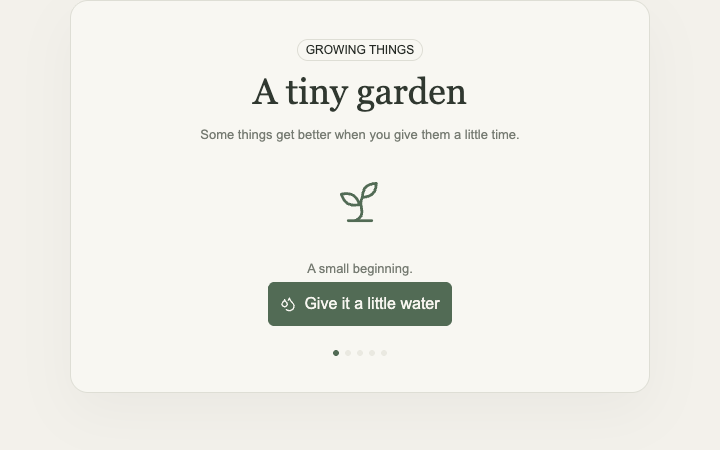 GROWING THINGS
A tiny garden
Some things get better when you give them a little time.
A small beginning.
Give it a little water